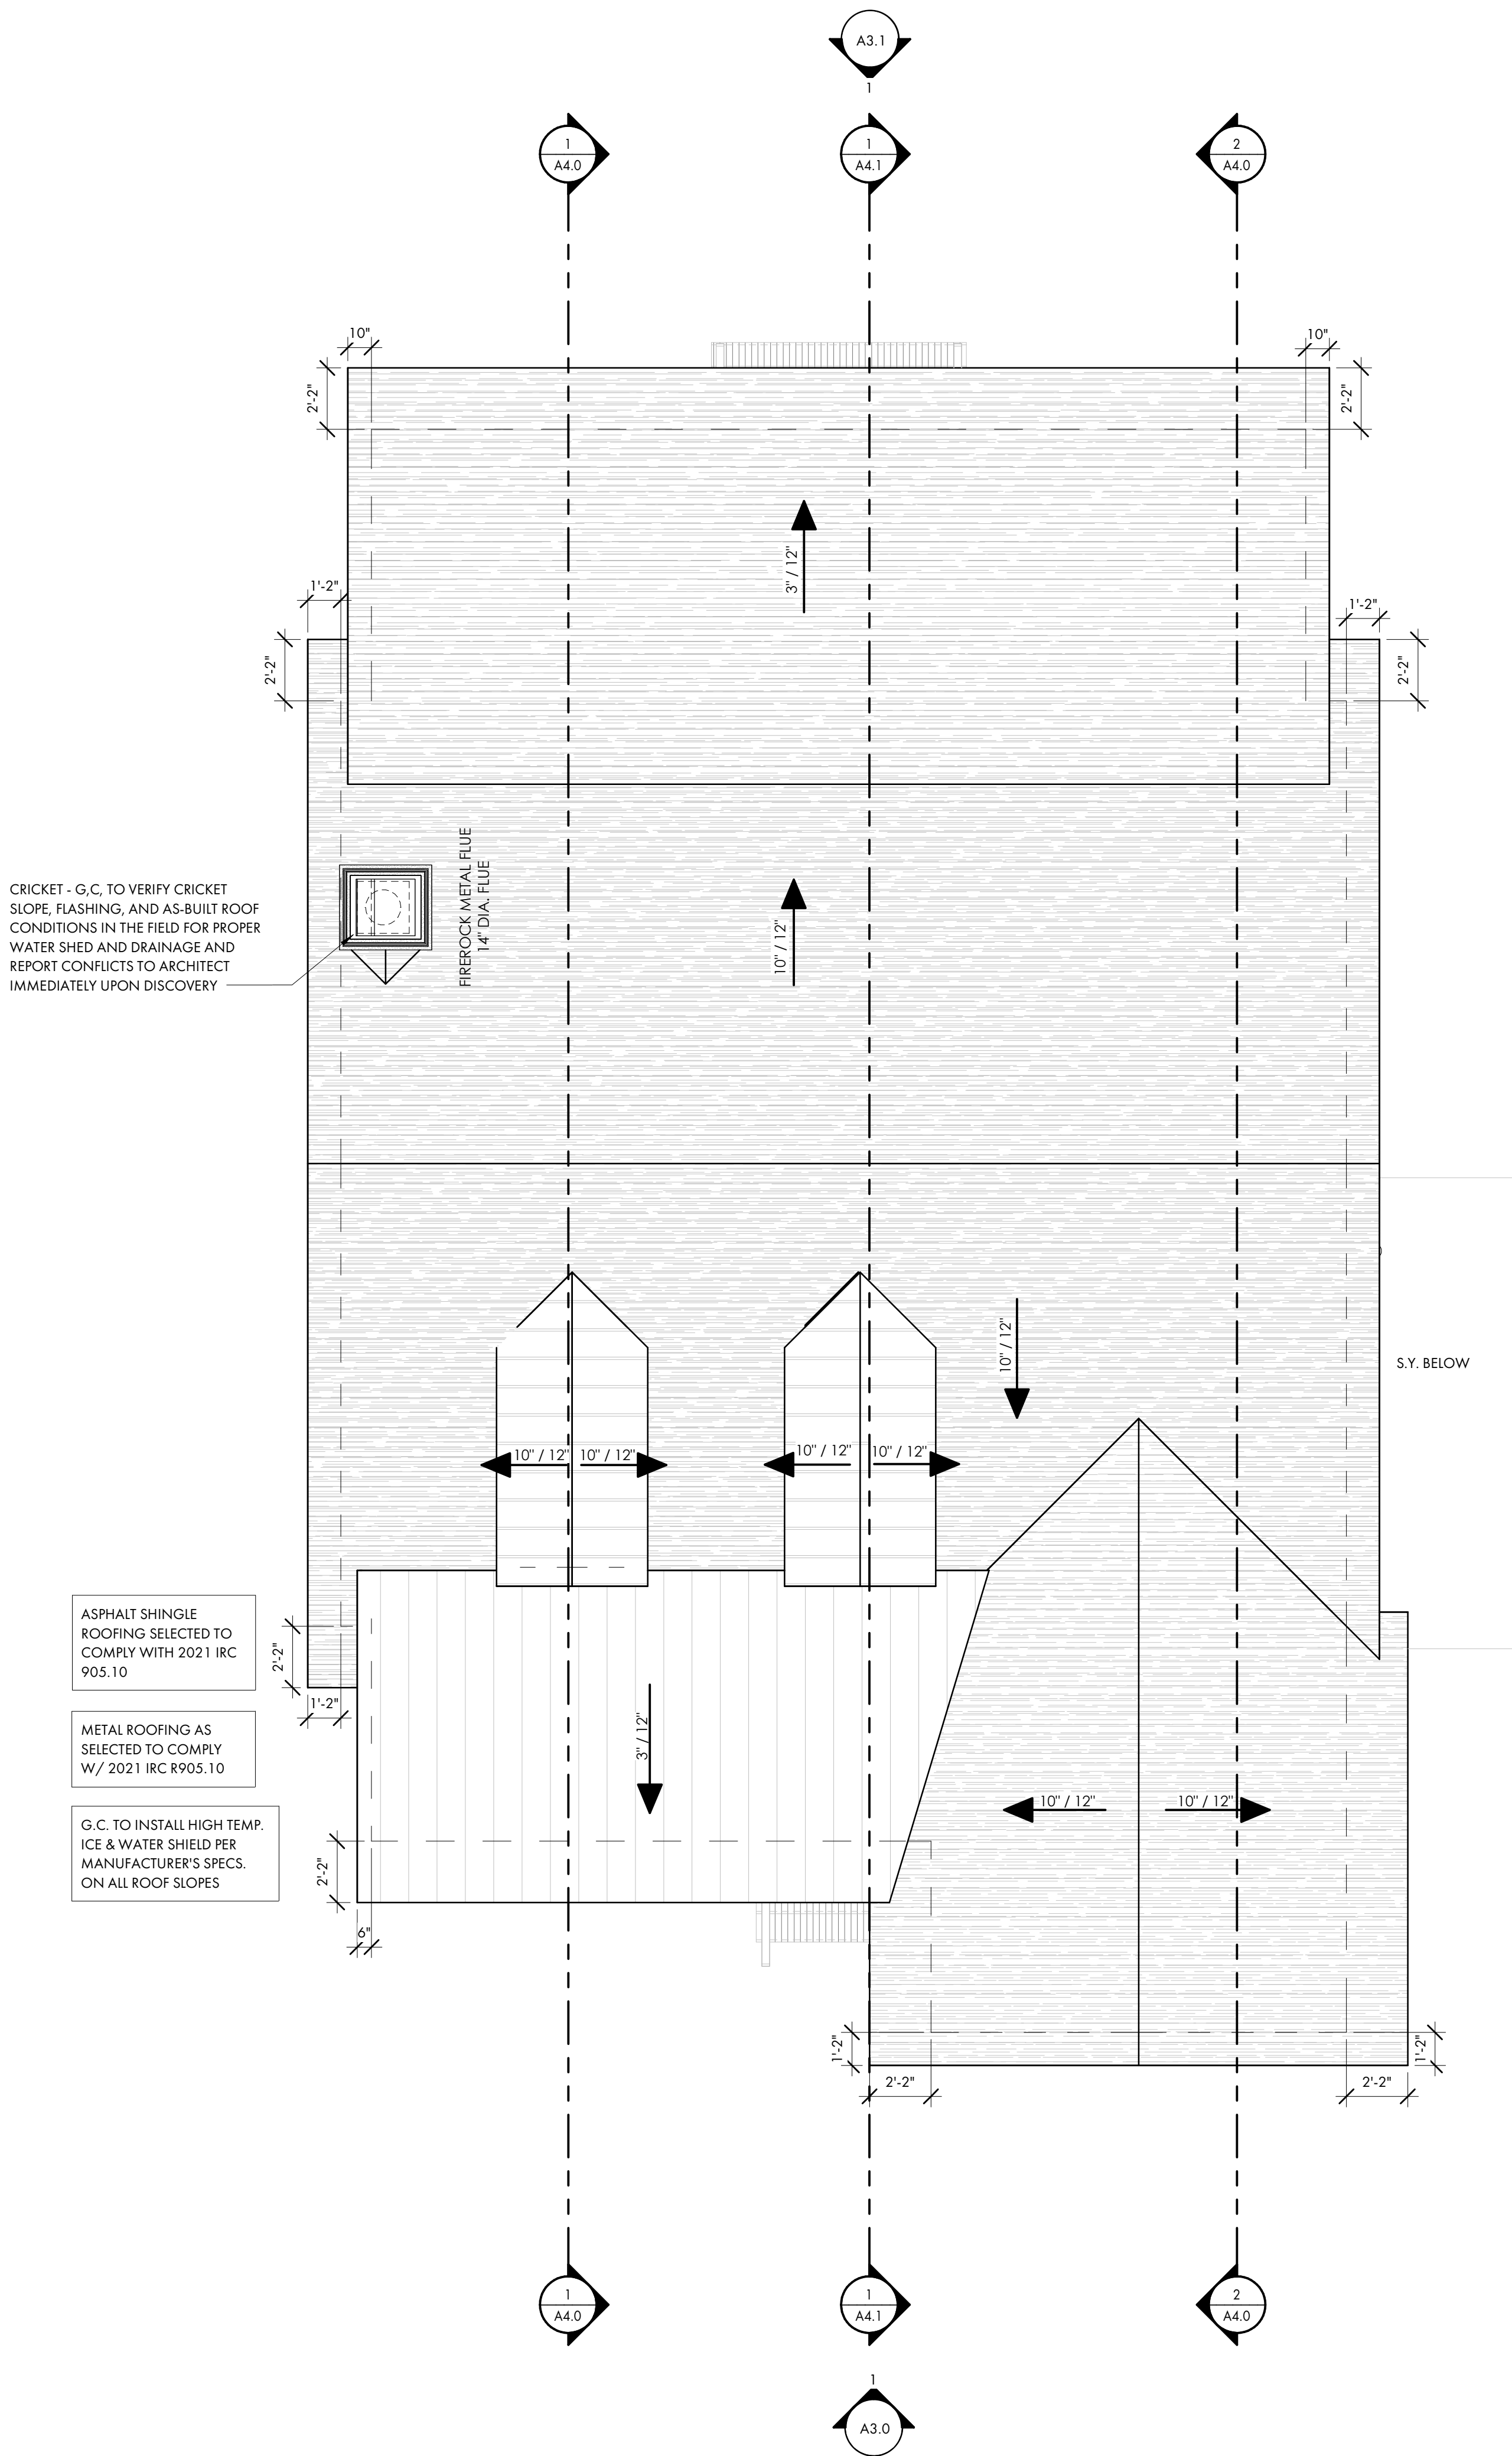 A3.1
1
1
A4.0
1
A4.1
2
A4.0
10"
10"
2'-2"
2'-2"
3" / 12"
1'-2"
1'-2"
2'-2"
2'-2"
FIREROCK METAL FLUE
14" DIA. FLUE
CRICKET - G,C, TO VERIFY CRICKET
SLOPE, FLASHING, AND AS-BUILT ROOF
CONDITIONS IN THE FIELD FOR PROPER
WATER SHED AND DRAINAGE AND
REPORT CONFLICTS TO ARCHITECT
IMMEDIATELY UPON DISCOVERY
10" / 12"
10" / 12"
S.Y. BELOW
10" / 12"
10" / 12"
10" / 12"
10" / 12"
ASPHALT SHINGLE
ROOFING SELECTED TO
COMPLY WITH 2021 IRC
905.10
2'-2"
1'-2"
METAL ROOFING AS
SELECTED TO COMPLY
W/ 2021 IRC R905.10
3" / 12"
10" / 12"
10" / 12"
G.C. TO INSTALL HIGH TEMP.
ICE & WATER SHIELD PER
MANUFACTURER'S SPECS.
ON ALL ROOF SLOPES
2'-2"
6"
1'-2"
1'-2"
2'-2"
2'-2"
1
A4.0
1
A4.1
2
A4.0
1
A3.0